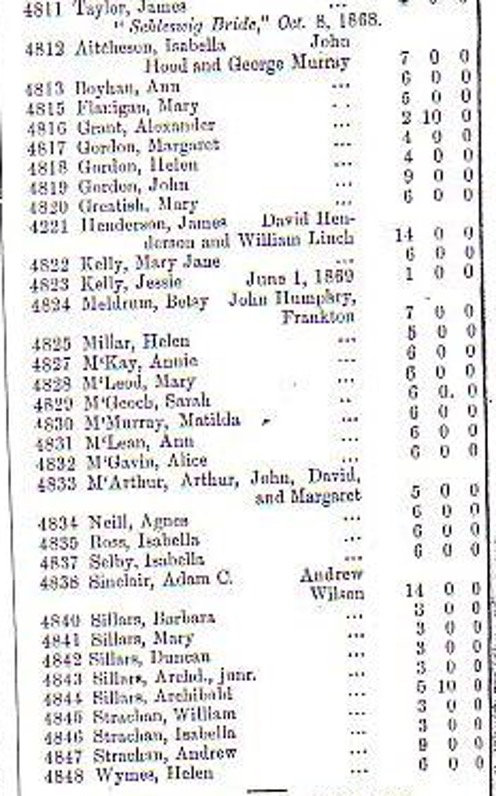 4811 Taylor, James ...
"Schleswig Bride," Oct. 8, 1868.
4812 Aitcheson, Isabella John
Hood and George Murray 7 0 0
4813 Boyhan, Ann ... 6 0 0
4815 Flanigan, Mary ... 5 0 0
4816 Grant, Alexander ... 2 10 0
4817 Gordon, Margaret ... 4 0 0
4818 Gordon, Helen ... 4 0 0
4819 Gordon, John ... 9 0 0
4820 Greatish, Mary ... 6 0 0
4221 Henderson, James David Hen-
derson and William Linch 14 0 0
4822 Kelly, Mary Jane ... 6 0 0
4823 Kelly, Jessie June 1, 1869 1 0 0
4824 Meldrum, Betsy John Humphry,
Frankton 7 0 0
4825 Millar, Helen ... 5 0 0
4827 M'Kay, Annie ... 6 0 0
4828 M'Leod, Mary ... 6 0 0
4829 M'Geoch, Sarah .. 6 0. 0
4830 M'Murray, Matilda ... 6 0 0
4831 M'Lean, Ann ... 6 0 0
4832 M'Gavin, Alice ... 6 0 0
4833 M'Arthur, Arthur, John, David,
and Margaret 5 0 0
4834 Neill, Agnes ... 6 0 0
4835 Ross, Isabella ... 6 0 0
4837 Selby, Isabella ... 6 0 0
4838 Sinclair, Adam C. Andrew
Wilson 14 0 0
4840 Sillars, Barbara ... 3 0 0
4841 Sillars, Mary ... 3 0 0
4842 Sillars, Duncan ... 3 0 0
4843 Sillars, Archd., junr. ... 3 0 0
4844 Sillars, Archibald ... 5 10 0
4845 Strachan, William ... 3 0 0
4846 Strachan, Isabella ... 3 0 0
4847 Strachan, Andrew ... 9 0 0
4848 Wymes, Helen ... 6 0 0